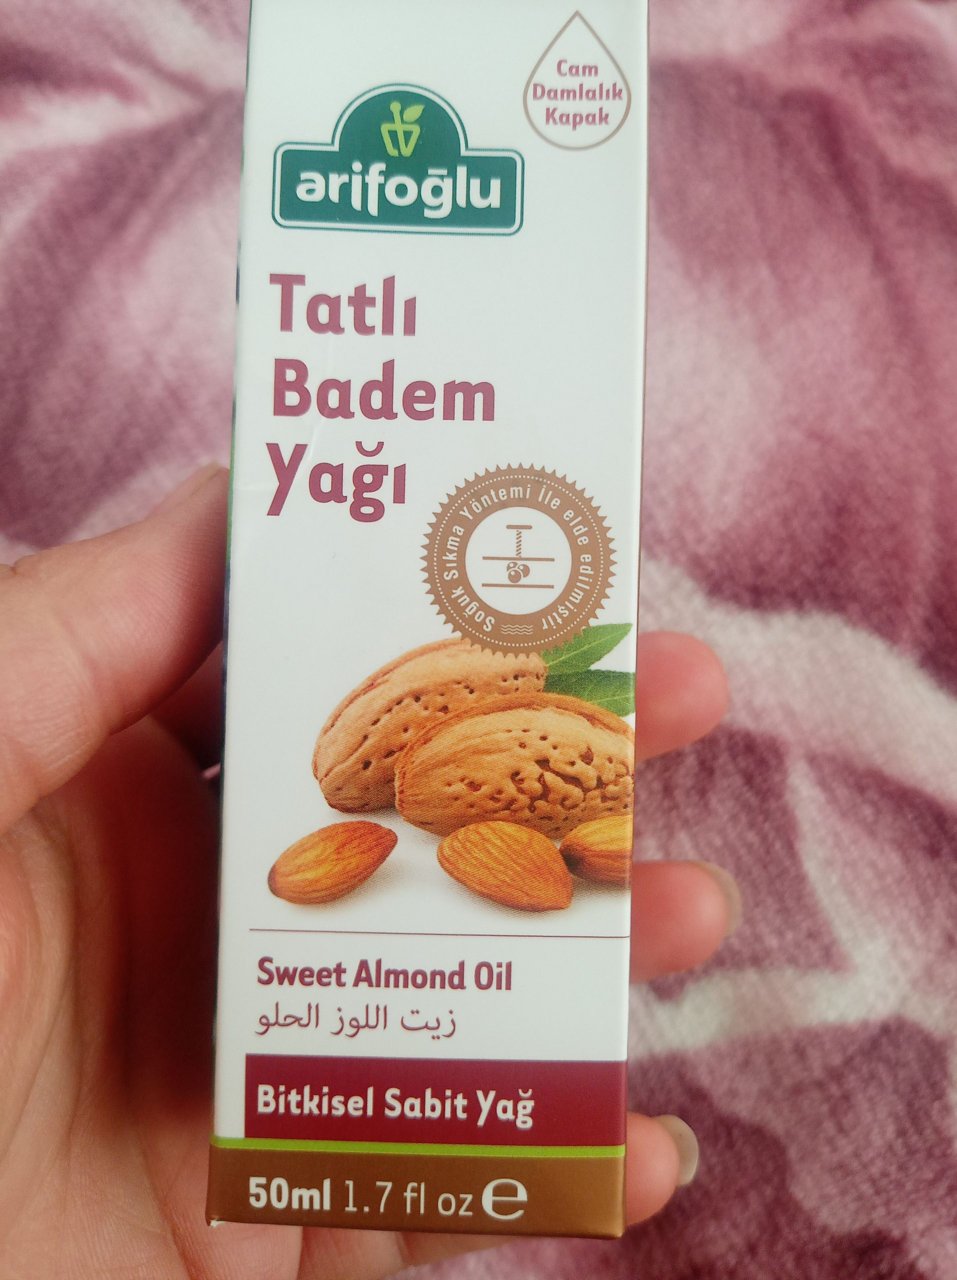 Cam
Damlalık
Kapak
arifoğlu
Tatlı
Badem
Yağı
Soğuk Sıkma Yöntemi İle elde edilmiştir
Sweet Almond Oil
زيت اللوز الحلو
Bitkisel Sabit Yağ
50ml 1.7 fl oz ℮